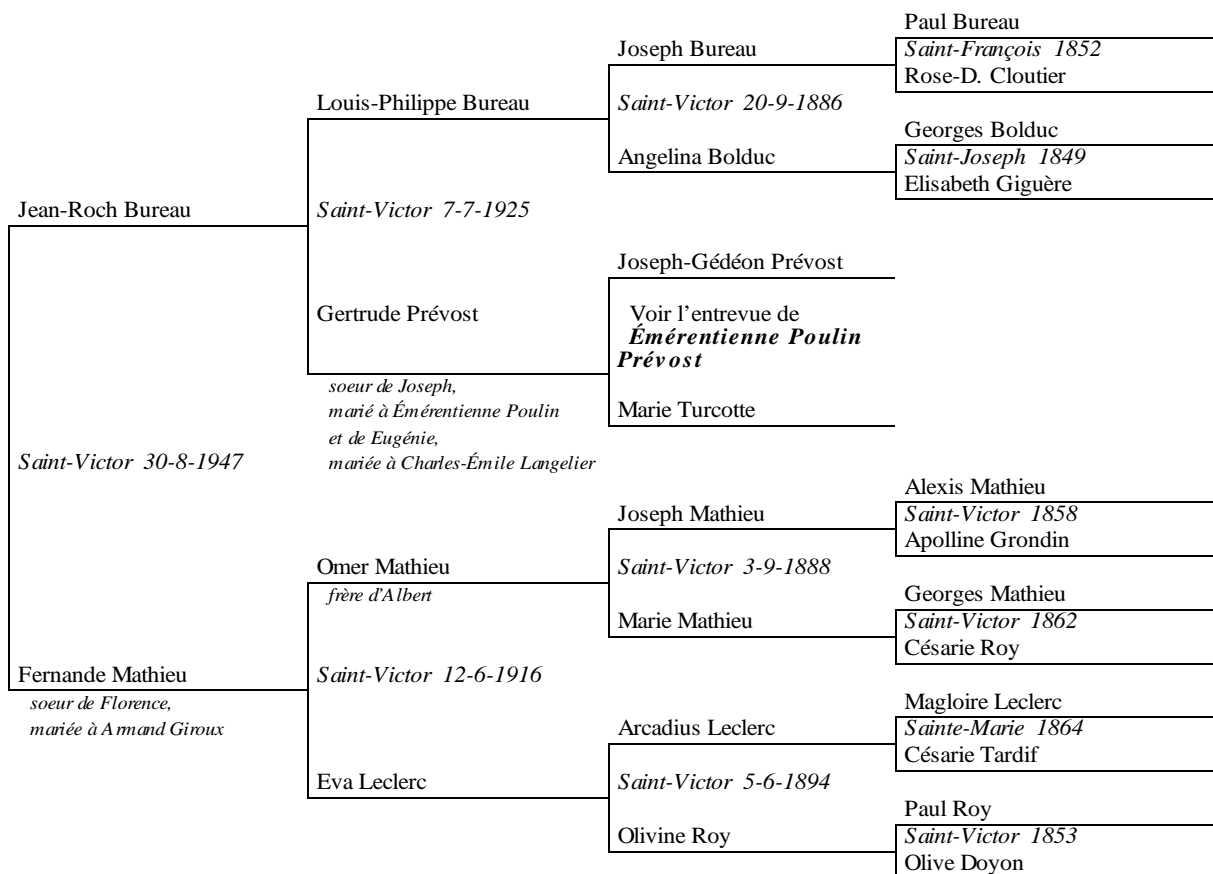 Paul Bureau
Joseph Bureau
Saint-François 1852
Rose-D. Cloutier
Louis-Philippe Bureau
Saint-Victor 20-9-1886
Georges Bolduc
Angelina Bolduc
Saint-Joseph 1849
Elisabeth Giguère
Jean-Roch Bureau
Saint-Victor 7-7-1925
Joseph-Gédéon Prévost
Gertrude Prévost
Voir l'entrevue de
Émérentienne Poulin
Prévost
soeur de Joseph,
marié à Émérentienne Poulin
et de Eugénie,
mariée à Charles-Émile Langelier
Marie Turcotte
Saint-Victor 30-8-1947
Alexis Mathieu
Joseph Mathieu
Saint-Victor 1858
Apolline Grondin
Omer Mathieu
frère d'Albert
Saint-Victor 3-9-1888
Georges Mathieu
Marie Mathieu
Saint-Victor 1862
Césarie Roy
Fernande Mathieu
soeur de Florence,
mariée à Armand Giroux
Saint-Victor 12-6-1916
Magloire Leclerc
Arcadius Leclerc
Sainte-Marie 1864
Césarie Tardif
Eva Leclerc
Saint-Victor 5-6-1894
Paul Roy
Olivine Roy
Saint-Victor 1853
Olive Doyon